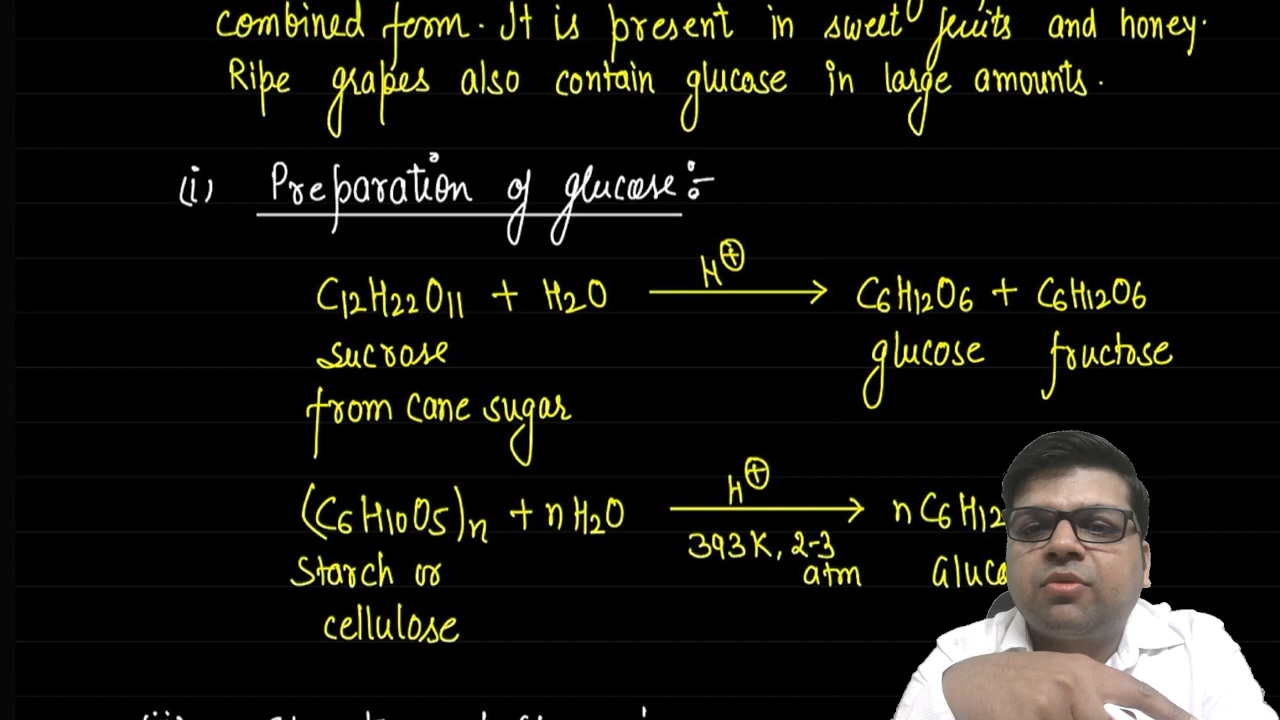 combined form. It is present in sweet fruits and honey.
Ripe grapes also contain glucose in large amounts.
(i) Preparation of glucose :-
C12H22O11 + H2O H⊕ → C6H12O6 + C6H12O6
sucrose glucose fructose
from cane sugar
(C6H10O5)n + nH2O H⊕ → nC6H12
393K, 2-3 atm
Starch or Gluco
cellulose